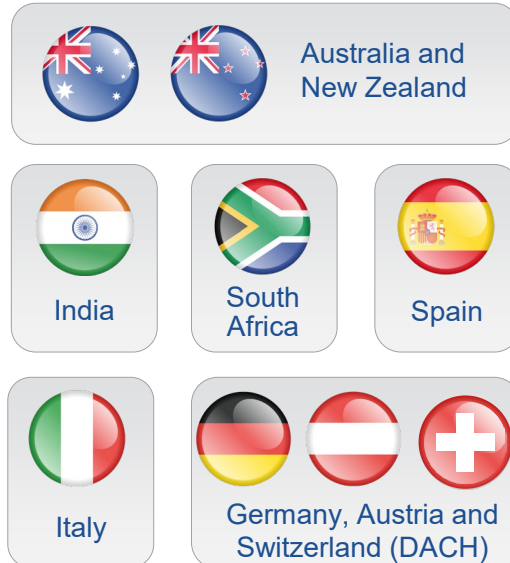 Australia and
New Zealand
India
South
Africa
Spain
Italy
Germany, Austria and
Switzerland (DACH)